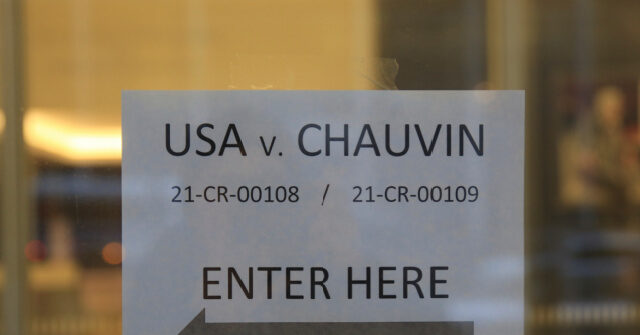 USA v. CHAUVIN
21-CR-00108 / 21-CR-00109
ENTER HERE